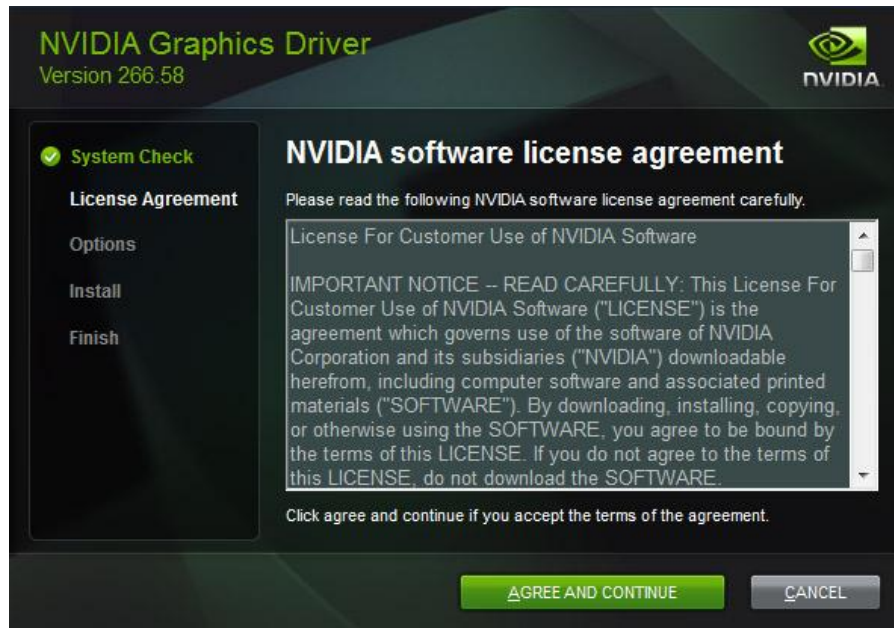 NVIDIA Graphics Driver
Version 266.58
NVIDIA
System Check
License Agreement
Options
Install
Finish
NVIDIA software license agreement
Please read the following NVIDIA software license agreement carefully.
License For Customer Use of NVIDIA Software
IMPORTANT NOTICE -- READ CAREFULLY: This License For
Customer Use of NVIDIA Software ("LICENSE") is the
agreement which governs use of the software of NVIDIA
Corporation and its subsidiaries ("NVIDIA") downloadable
herefrom, including computer software and associated printed
materials ("SOFTWARE"). By downloading, installing, copying,
or otherwise using the SOFTWARE, you agree to be bound by
the terms of this LICENSE. If you do not agree to the terms of
this LICENSE, do not download the SOFTWARE.
Click agree and continue if you accept the terms of the agreement.
AGREE AND CONTINUE
CANCEL